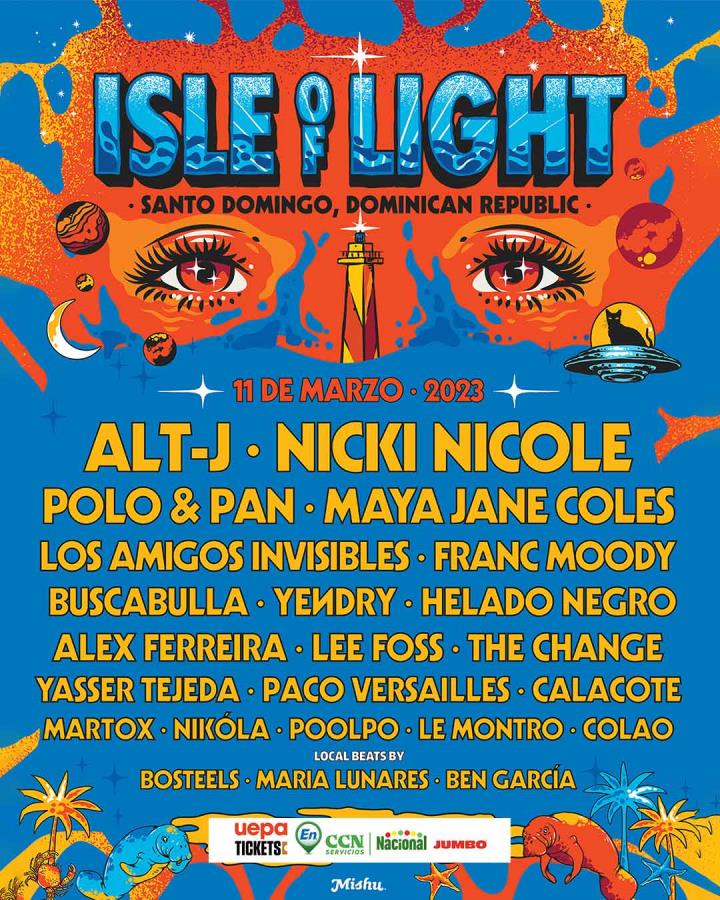 ISLE OF LIGHT
· SANTO DOMINGO, DOMINICAN REPUBLIC ·
11 DE MARZO · 2023
ALT-J · NICKI NICOLE
POLO & PAN · MAYA JANE COLES
LOS AMIGOS INVISIBLES · FRANC MOODY
BUSCABULLA · YEИDRY · HELADO NEGRO
ALEX FERREIRA · LEE FOSS · THE CHANGE
YASSER TEJEDA · PACO VERSAILLES · CALACOTE
MARTOX · NIKÓLA · POOLPO · LE MONTRO · COLAO
LOCAL BEATS BY
BOSTEELS · MARIA LUNARES · BEN GARCÍA
uepa TICKETS En CCN SERVICIOS Nacional JUMBO
Mishu